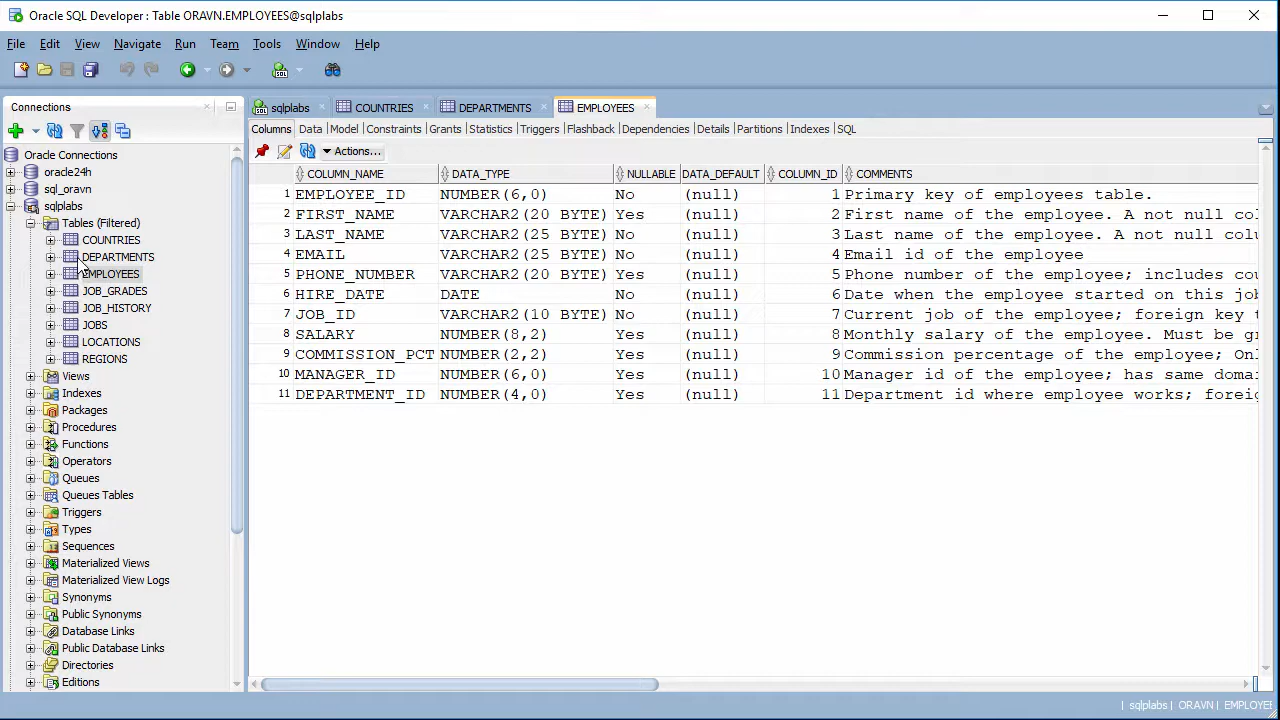 Oracle SQL Developer : Table ORAVN.EMPLOYEES@sqlplabs
File Edit View Navigate Run Team Tools Window Help
Connections
Oracle Connections
oracle24h
sql_oravn
sqlplabs
Tables (Filtered)
COUNTRIES
DEPARTMENTS
EMPLOYEES
JOB_GRADES
JOB_HISTORY
JOBS
LOCATIONS
REGIONS
Views
Indexes
Packages
Procedures
Functions
Operators
Queues
Queues Tables
Triggers
Types
Sequences
Materialized Views
Materialized View Logs
Synonyms
Public Synonyms
Database Links
Public Database Links
Directories
Editions
sqlplabs COUNTRIES DEPARTMENTS EMPLOYEES
Columns Data Model Constraints Grants Statistics Triggers Flashback Dependencies Details Partitions Indexes SQL
Actions...
COLUMN_NAME DATA_TYPE NULLABLE DATA_DEFAULT COLUMN_ID COMMENTS
1 EMPLOYEE_ID NUMBER(6,0) No (null) 1 Primary key of employees table.
2 FIRST_NAME VARCHAR2(20 BYTE) Yes (null) 2 First name of the employee. A not null col
3 LAST_NAME VARCHAR2(25 BYTE) No (null) 3 Last name of the employee. A not null colu
4 EMAIL VARCHAR2(25 BYTE) No (null) 4 Email id of the employee
5 PHONE_NUMBER VARCHAR2(20 BYTE) Yes (null) 5 Phone number of the employee; includes cou
6 HIRE_DATE DATE No (null) 6 Date when the employee started on this job
7 JOB_ID VARCHAR2(10 BYTE) No (null) 7 Current job of the employee; foreign key t
8 SALARY NUMBER(8,2) Yes (null) 8 Monthly salary of the employee. Must be gr
9 COMMISSION_PCT NUMBER(2,2) Yes (null) 9 Commission percentage of the employee; Onl
10 MANAGER_ID NUMBER(6,0) Yes (null) 10 Manager id of the employee; has same domai
11 DEPARTMENT_ID NUMBER(4,0) Yes (null) 11 Department id where employee works; foreig
| sqlplabs | ORAVN | EMPLOYEE